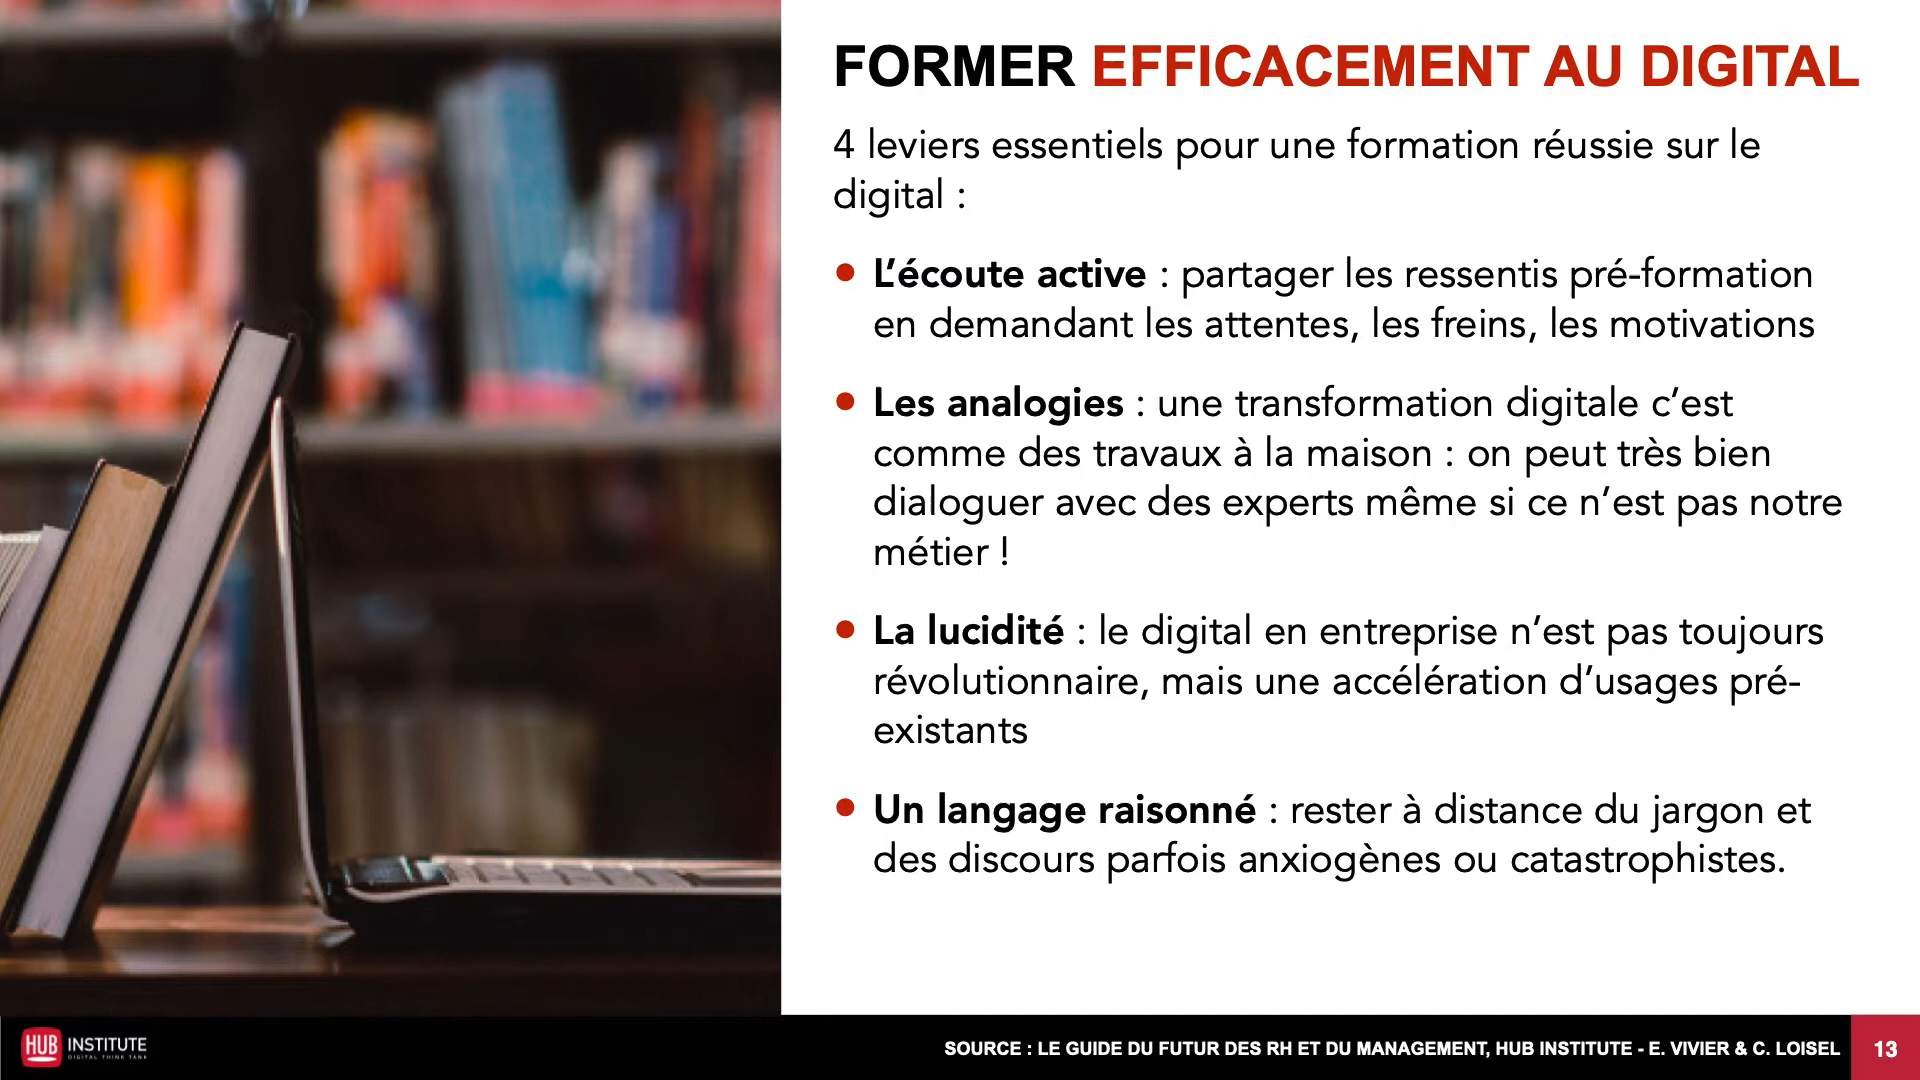 FORMER EFFICACEMENT AU DIGITAL
4 leviers essentiels pour une formation réussie sur le
digital :
• L’écoute active : partager les ressentis pré-formation
en demandant les attentes, les freins, les motivations
• Les analogies : une transformation digitale c’est
comme des travaux à la maison : on peut très bien
dialoguer avec des experts même si ce n’est pas notre
métier !
• La lucidité : le digital en entreprise n’est pas toujours
révolutionnaire, mais une accélération d’usages pré-
existants
• Un langage raisonné : rester à distance du jargon et
des discours parfois anxiogènes ou catastrophistes.
HUB INSTITUTE
DIGITAL THINK TANK
SOURCE : LE GUIDE DU FUTUR DES RH ET DU MANAGEMENT, HUB INSTITUTE - E. VIVIER & C. LOISEL
13